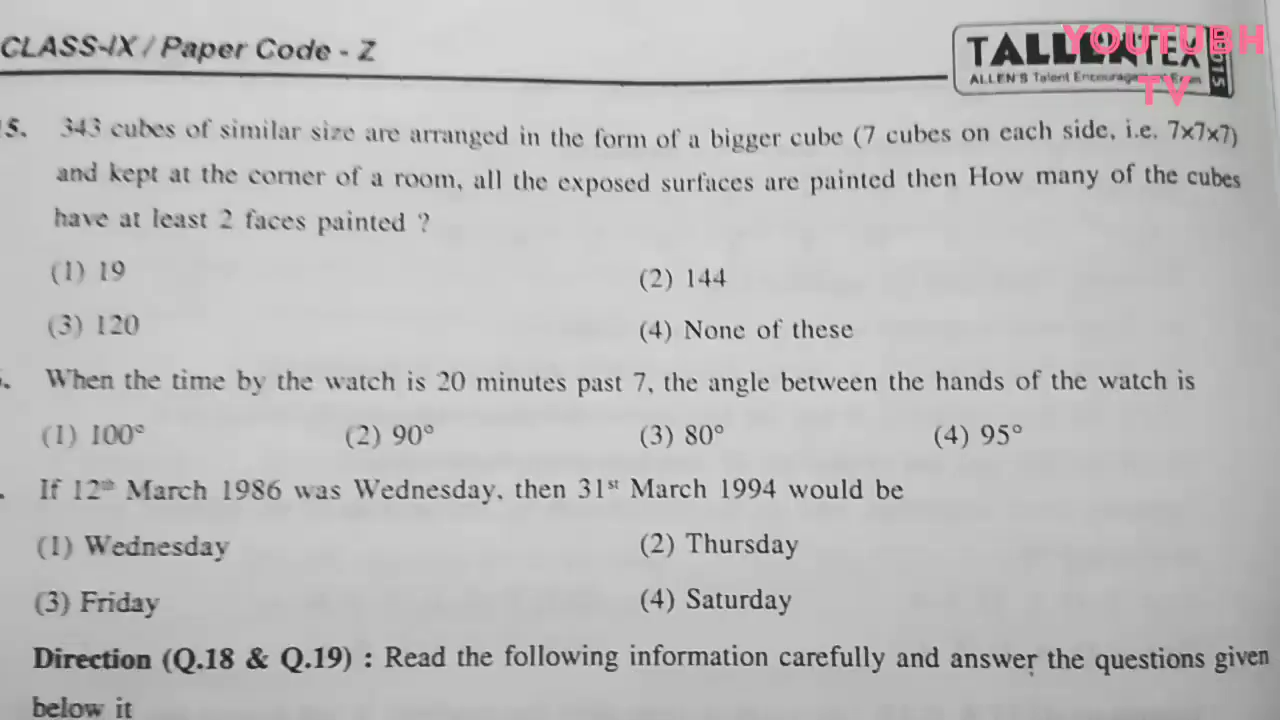 CLASS-IX / Paper Code - Z
TALLENTEX 2015
YOUTUBH
TV
ALLEN'S Talent Encouragement Exam
15. 343 cubes of similar size are arranged in the form of a bigger cube (7 cubes on each side, i.e. 7×7×7)
and kept at the corner of a room, all the exposed surfaces are painted then How many of the cubes
have at least 2 faces painted ?
(1) 19 (2) 144
(3) 120 (4) None of these
. When the time by the watch is 20 minutes past 7, the angle between the hands of the watch is
(1) 100° (2) 90° (3) 80° (4) 95°
. If 12th March 1986 was Wednesday, then 31st March 1994 would be
(1) Wednesday (2) Thursday
(3) Friday (4) Saturday
Direction (Q.18 & Q.19) : Read the following information carefully and answer the questions given
below it